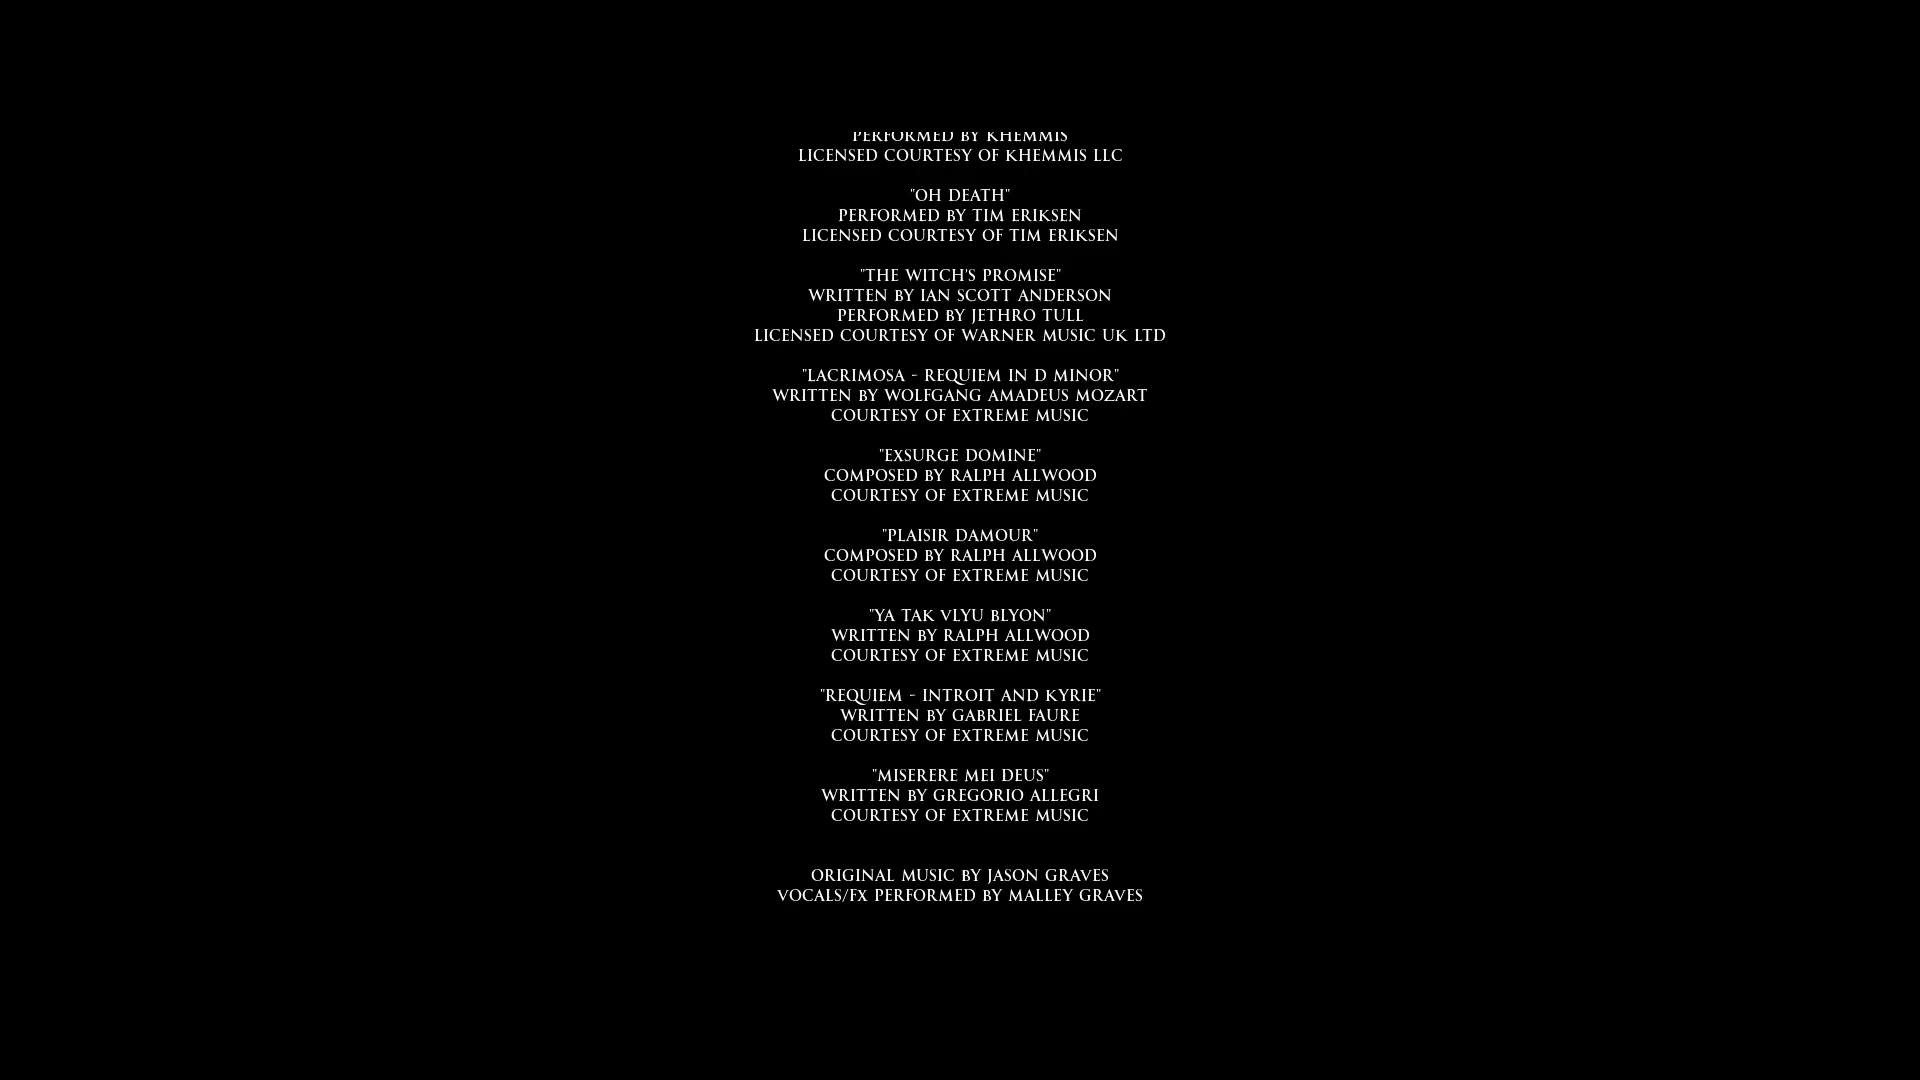 PERFORMED BY KHEMMIS
LICENSED COURTESY OF KHEMMIS LLC
"OH DEATH"
PERFORMED BY TIM ERIKSEN
LICENSED COURTESY OF TIM ERIKSEN
"THE WITCH'S PROMISE"
WRITTEN BY IAN SCOTT ANDERSON
PERFORMED BY JETHRO TULL
LICENSED COURTESY OF WARNER MUSIC UK LTD
"LACRIMOSA - REQUIEM IN D MINOR"
WRITTEN BY WOLFGANG AMADEUS MOZART
COURTESY OF EXTREME MUSIC
"EXSURGE DOMINE"
COMPOSED BY RALPH ALLWOOD
COURTESY OF EXTREME MUSIC
"PLAISIR DAMOUR"
COMPOSED BY RALPH ALLWOOD
COURTESY OF EXTREME MUSIC
"YA TAK VLYU BLYON"
WRITTEN BY RALPH ALLWOOD
COURTESY OF EXTREME MUSIC
"REQUIEM - INTROIT AND KYRIE"
WRITTEN BY GABRIEL FAURE
COURTESY OF EXTREME MUSIC
"MISERERE MEI DEUS"
WRITTEN BY GREGORIO ALLEGRI
COURTESY OF EXTREME MUSIC
ORIGINAL MUSIC BY JASON GRAVES
VOCALS/FX PERFORMED BY MALLEY GRAVES